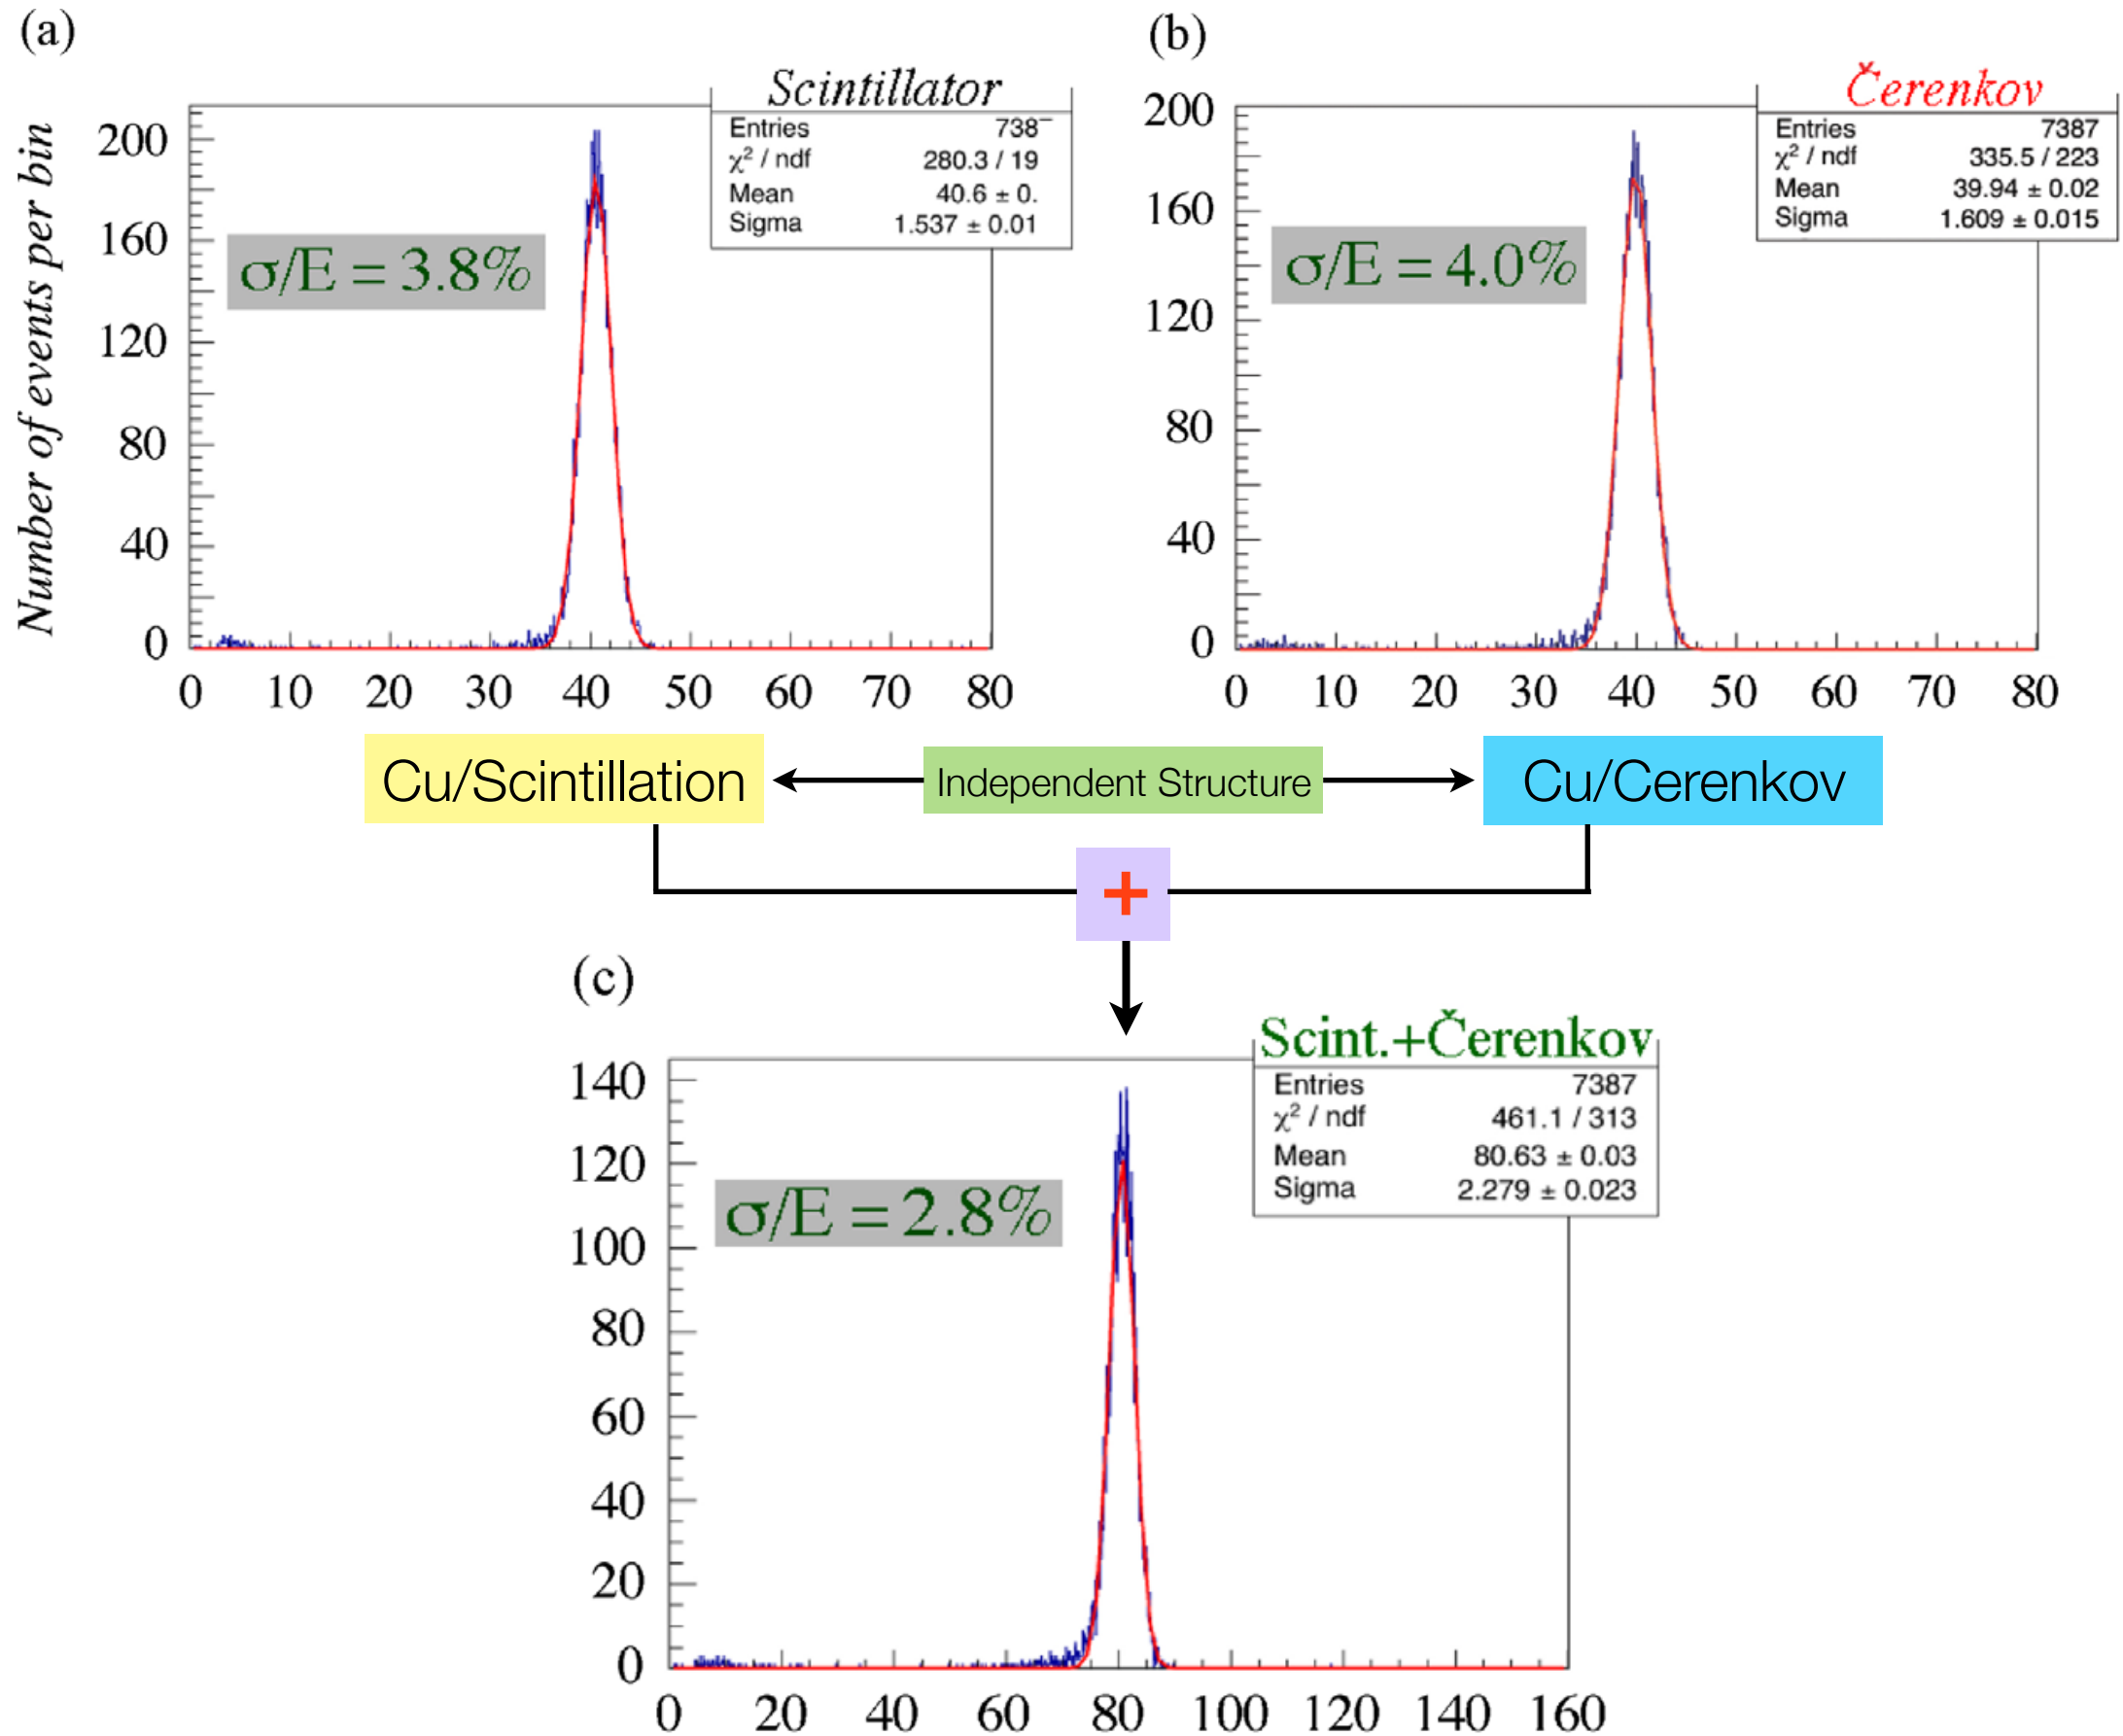 (a)
Scintillator
Entries 738
χ² / ndf 280.3 / 19
Mean 40.6 ± 0.
Sigma 1.537 ± 0.01
σ/E = 3.8%
Number of events per bin
200
160
120
80
40
0
0 10 20 30 40 50 60 70 80
(b)
Čerenkov
Entries 7387
χ² / ndf 335.5 / 223
Mean 39.94 ± 0.02
Sigma 1.609 ± 0.015
σ/E = 4.0%
200
160
120
80
40
0
0 10 20 30 40 50 60 70 80
Cu/Scintillation
Independent Structure
Cu/Cerenkov
+
(c)
Scint.+Čerenkov
Entries 7387
χ² / ndf 461.1 / 313
Mean 80.63 ± 0.03
Sigma 2.279 ± 0.023
σ/E = 2.8%
140
120
100
80
60
40
20
0
0 20 40 60 80 100 120 140 160